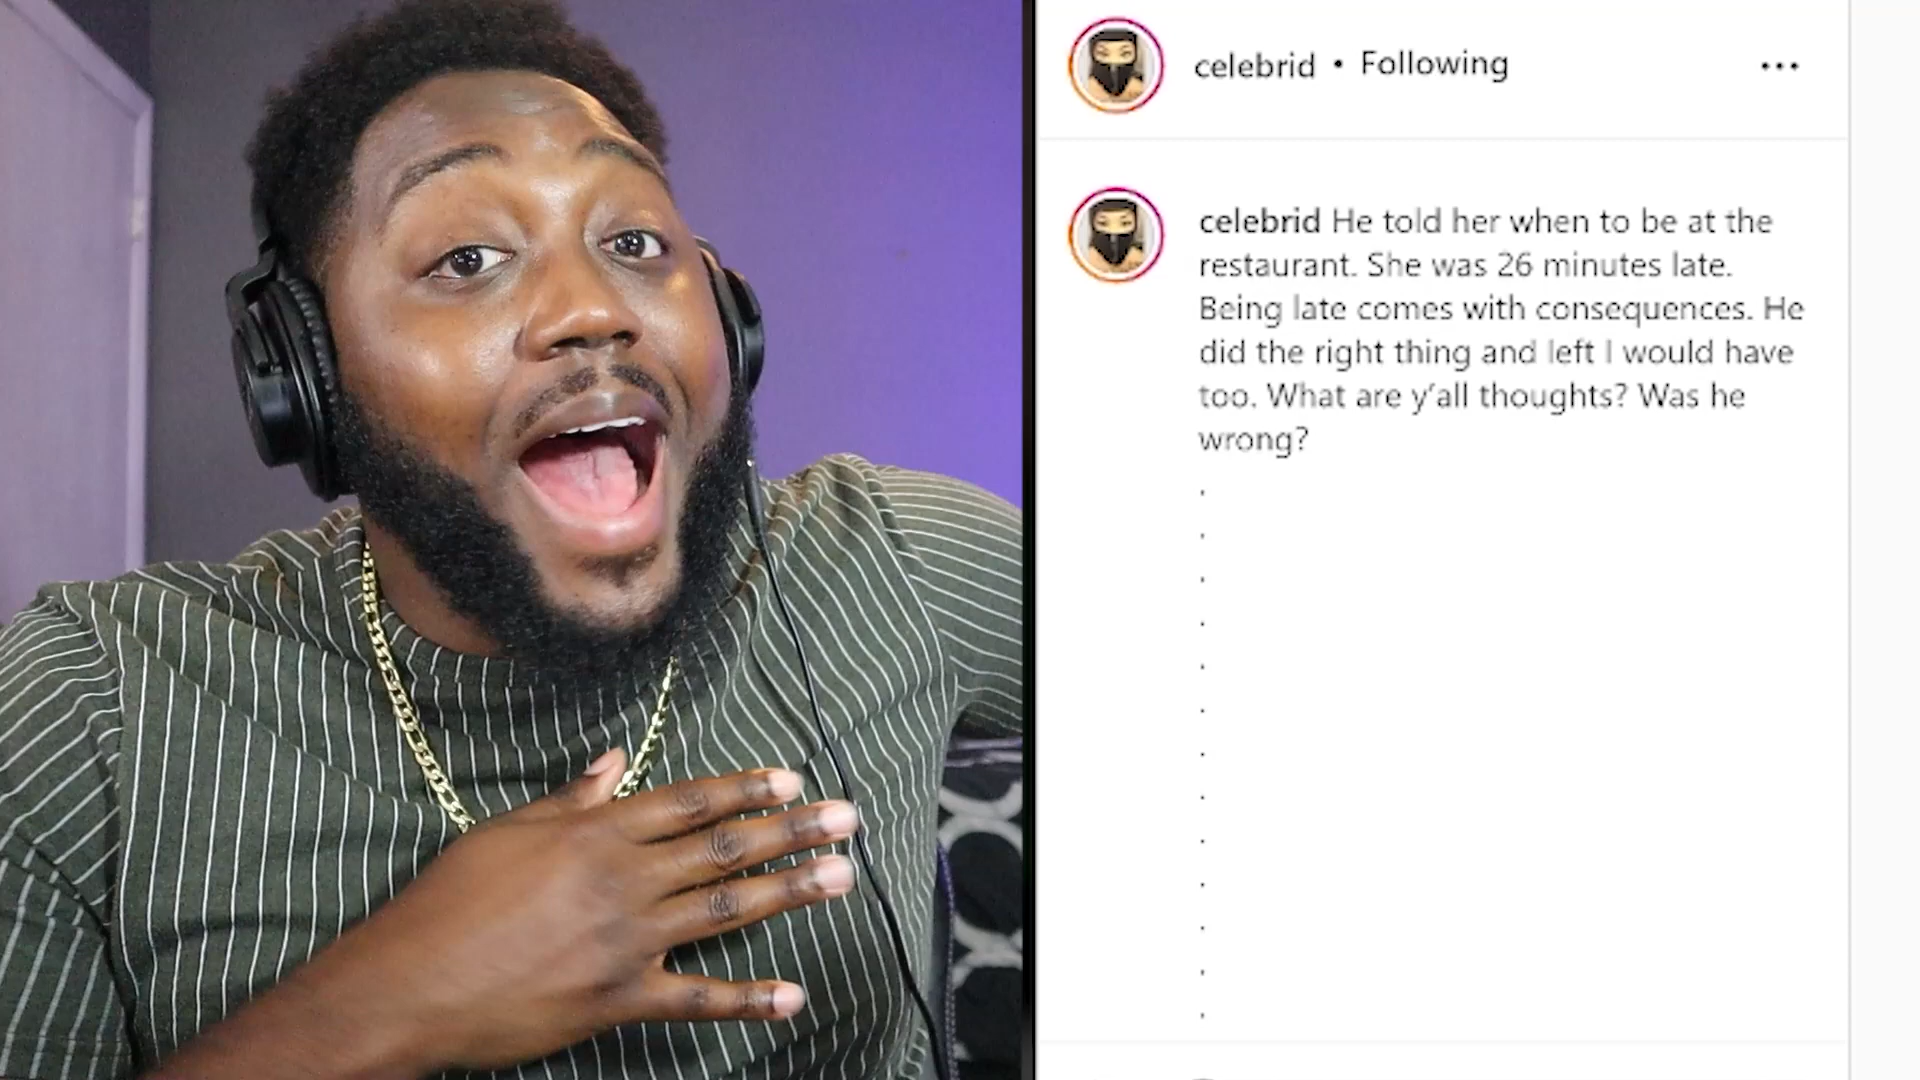 celebrid • Following
celebrid He told her when to be at the
restaurant. She was 26 minutes late.
Being late comes with consequences. He
did the right thing and left I would have
too. What are y'all thoughts? Was he
wrong?
.
.
.
.
.
.
.
.
.
.
.
.
.